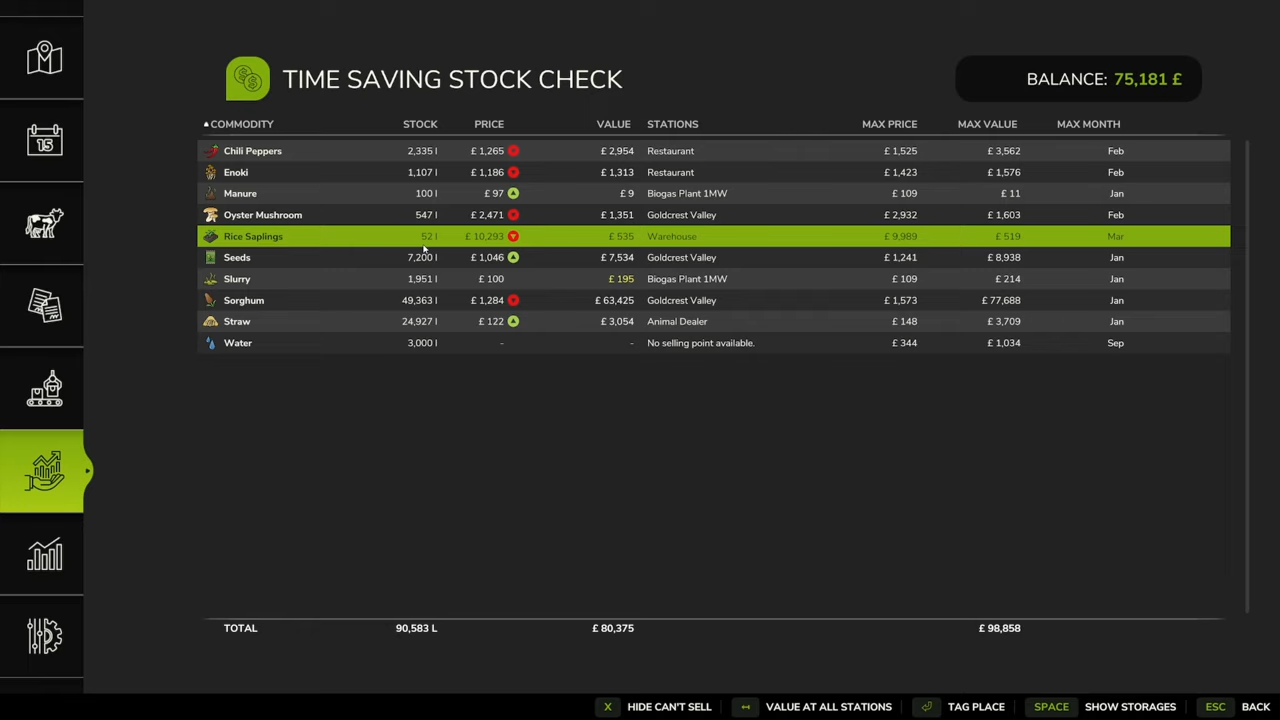 TIME SAVING STOCK CHECK
BALANCE: 75,181 £
COMMODITY STOCK PRICE VALUE STATIONS MAX PRICE MAX VALUE MAX MONTH
Chili Peppers 2,335 l £ 1,265 £ 2,954 Restaurant £ 1,525 £ 3,562 Feb
Enoki 1,107 l £ 1,186 £ 1,313 Restaurant £ 1,423 £ 1,576 Feb
Manure 100 l £ 97 £ 9 Biogas Plant 1MW £ 109 £ 11 Jan
Oyster Mushroom 547 l £ 2,471 £ 1,351 Goldcrest Valley £ 2,932 £ 1,603 Feb
Rice Saplings 52 l £ 10,293 £ 535 Warehouse £ 9,989 £ 519 Mar
Seeds 7,200 l £ 1,046 £ 7,534 Goldcrest Valley £ 1,241 £ 8,938 Jan
Slurry 1,951 l £ 100 £ 195 Biogas Plant 1MW £ 109 £ 214 Jan
Sorghum 49,363 l £ 1,284 £ 63,425 Goldcrest Valley £ 1,573 £ 77,688 Jan
Straw 24,927 l £ 122 £ 3,054 Animal Dealer £ 148 £ 3,709 Jan
Water 3,000 l - - No selling point available. £ 344 £ 1,034 Sep
TOTAL 90,583 L £ 80,375 £ 98,858
X HIDE CAN'T SELL VALUE AT ALL STATIONS TAG PLACE SPACE SHOW STORAGES ESC BACK
15